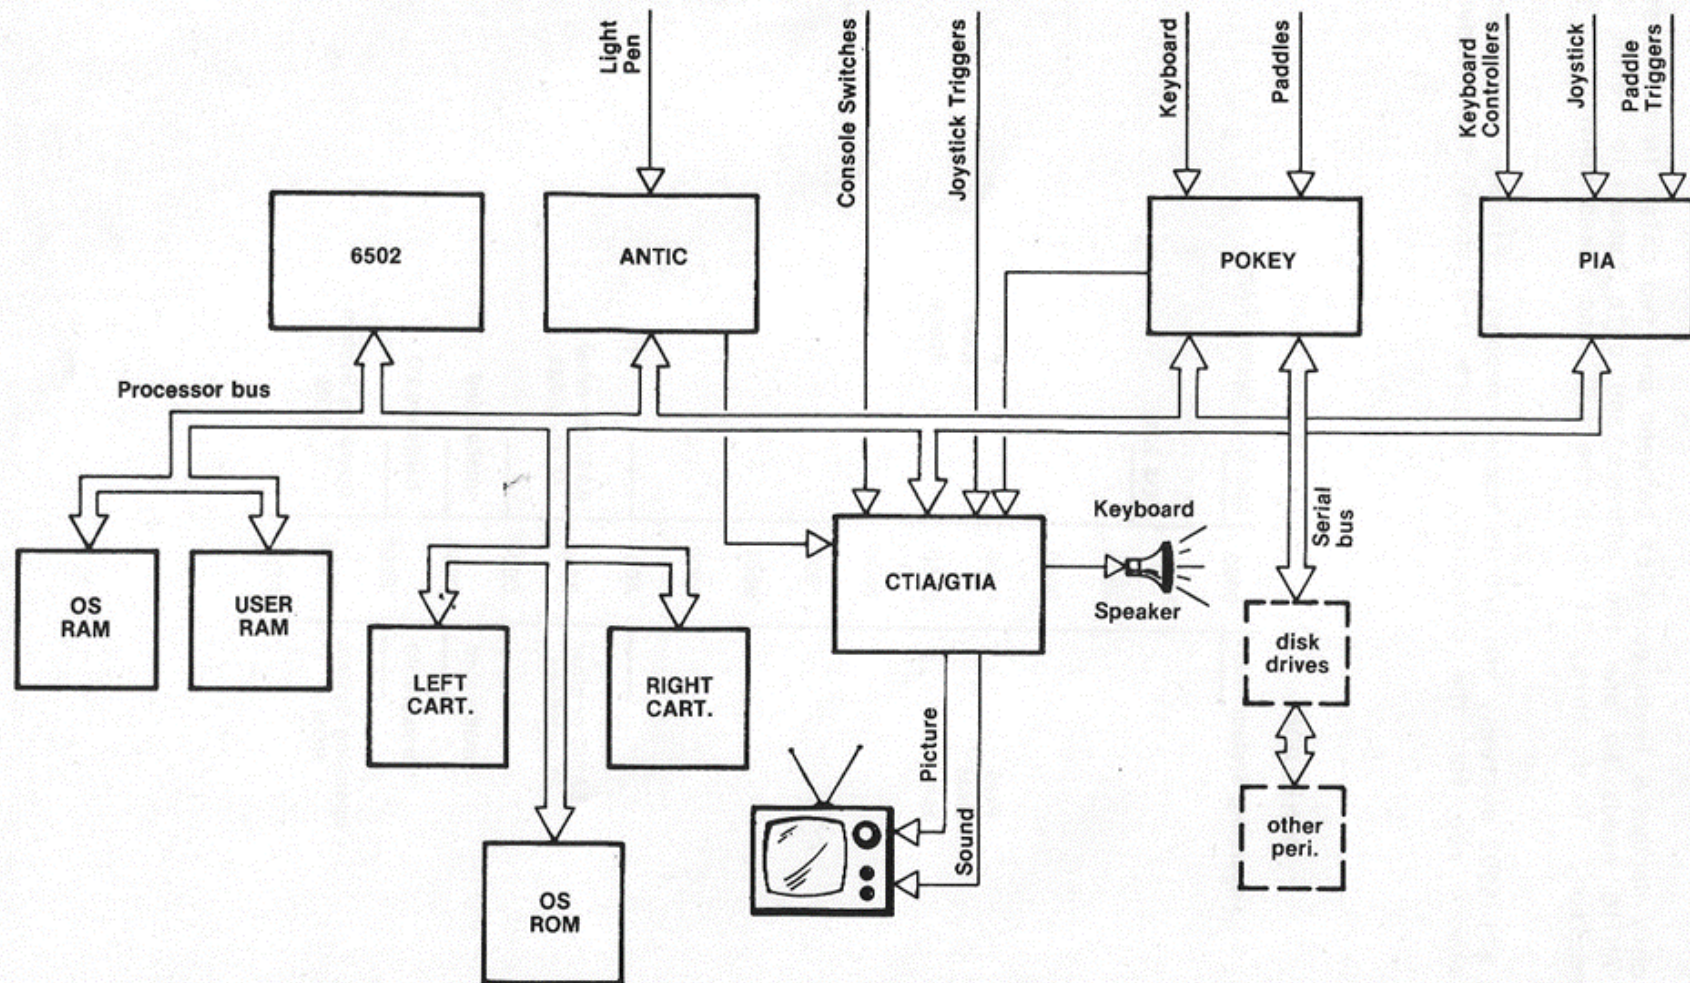 Light
Pen
Console Switches
Joystick Triggers
Keyboard
Paddles
Keyboard
Controllers
Joystick
Paddle
Triggers
6502
ANTIC
POKEY
PIA
Processor bus
Serial
bus
Keyboard
Speaker
CTIA/GTIA
OS
RAM
USER
RAM
LEFT
CART.
RIGHT
CART.
disk
drives
Picture
Sound
other
peri.
OS
ROM